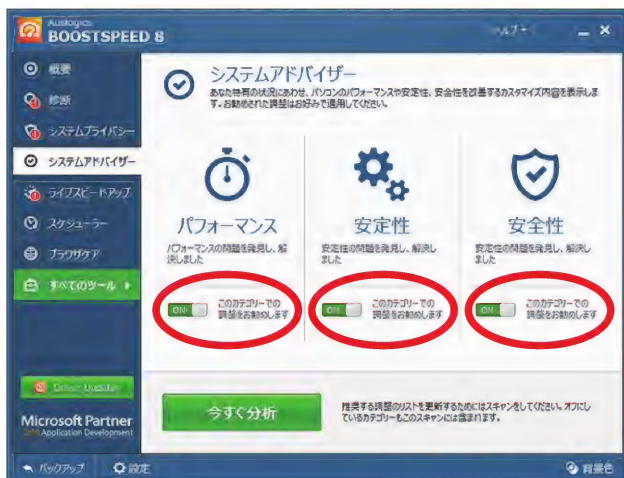 Auslogics
BOOSTSPEED 8
ヘルプ
概要
診断
システムプライバシー
システムアドバイザー
ライブスピードアップ
スケジューラー
ブラウザケア
すべてのツール
Driver Updater
Microsoft Partner
Application Development
システムアドバイザー
あなた特有の状況にあわせ、パソコンのパフォーマンスや安定性、安全性を改善するカスタマイズ内容を表示しま
す。お勧めされた調整はお好みで適用してください。
パフォーマンス
パフォーマンスの問題を発見し、解
決しました
ON
このカテゴリーでの
調整をお勧めします
安定性
安定性の問題を発見し、解決し
ました
ON
このカテゴリーでの
調整をお勧めします
安全性
安定性の問題を発見し、解決し
ました
ON
このカテゴリーでの
調整をお勧めします
今すぐ分析
推奨する調整のリストを更新するためにはスキャンをしてください。オフにし
ているカテゴリーもこのスキャンには含まれます。
バックアップ
設定
背景色